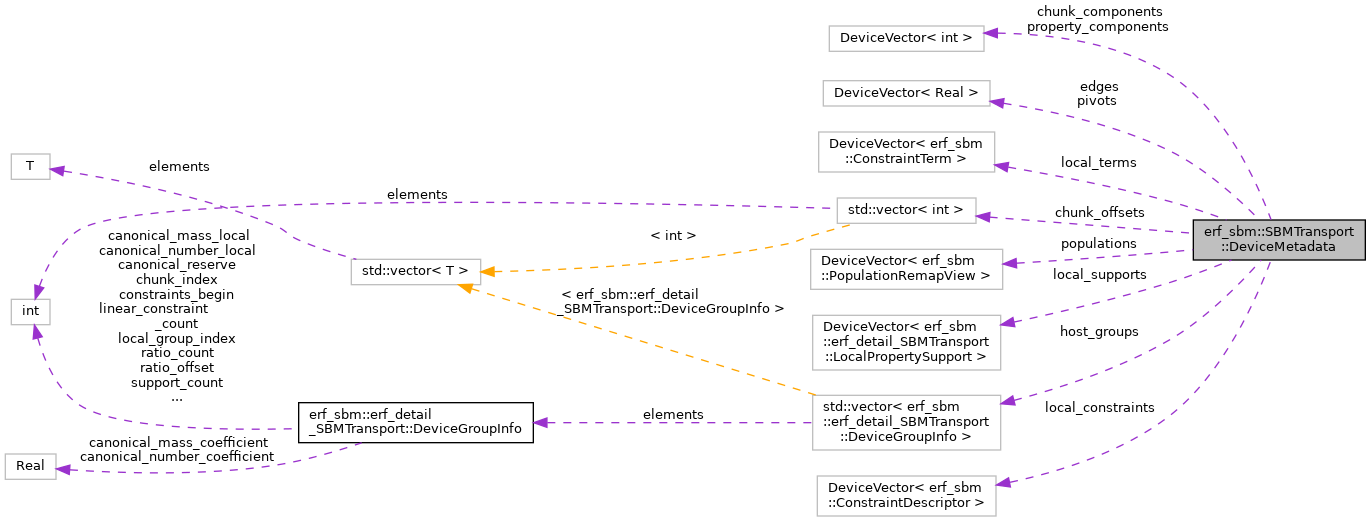 chunk_components
property_components
DeviceVector< int >
edges
pivots
DeviceVector< Real >
DeviceVector< erf_sbm
::ConstraintTerm >
local_terms
T
elements
elements
std::vector< int >
chunk_offsets
erf_sbm::SBMTransport
::DeviceMetadata
canonical_mass_local
canonical_number_local
canonical_reserve
chunk_index
constraints_begin
linear_constraint
_count
local_group_index
ratio_count
ratio_offset
support_count
...
< int >
populations
DeviceVector< erf_sbm
::PopulationRemapView >
std::vector< T >
local_supports
< erf_sbm::erf_detail
_SBMTransport::DeviceGroupInfo >
int
DeviceVector< erf_sbm
::erf_detail_SBMTransport
::LocalPropertySupport >
host_groups
erf_sbm::erf_detail
_SBMTransport::DeviceGroupInfo
elements
std::vector< erf_sbm
::erf_detail_SBMTransport
::DeviceGroupInfo >
local_constraints
canonical_mass_coefficient
canonical_number_coefficient
Real
DeviceVector< erf_sbm
::ConstraintDescriptor >